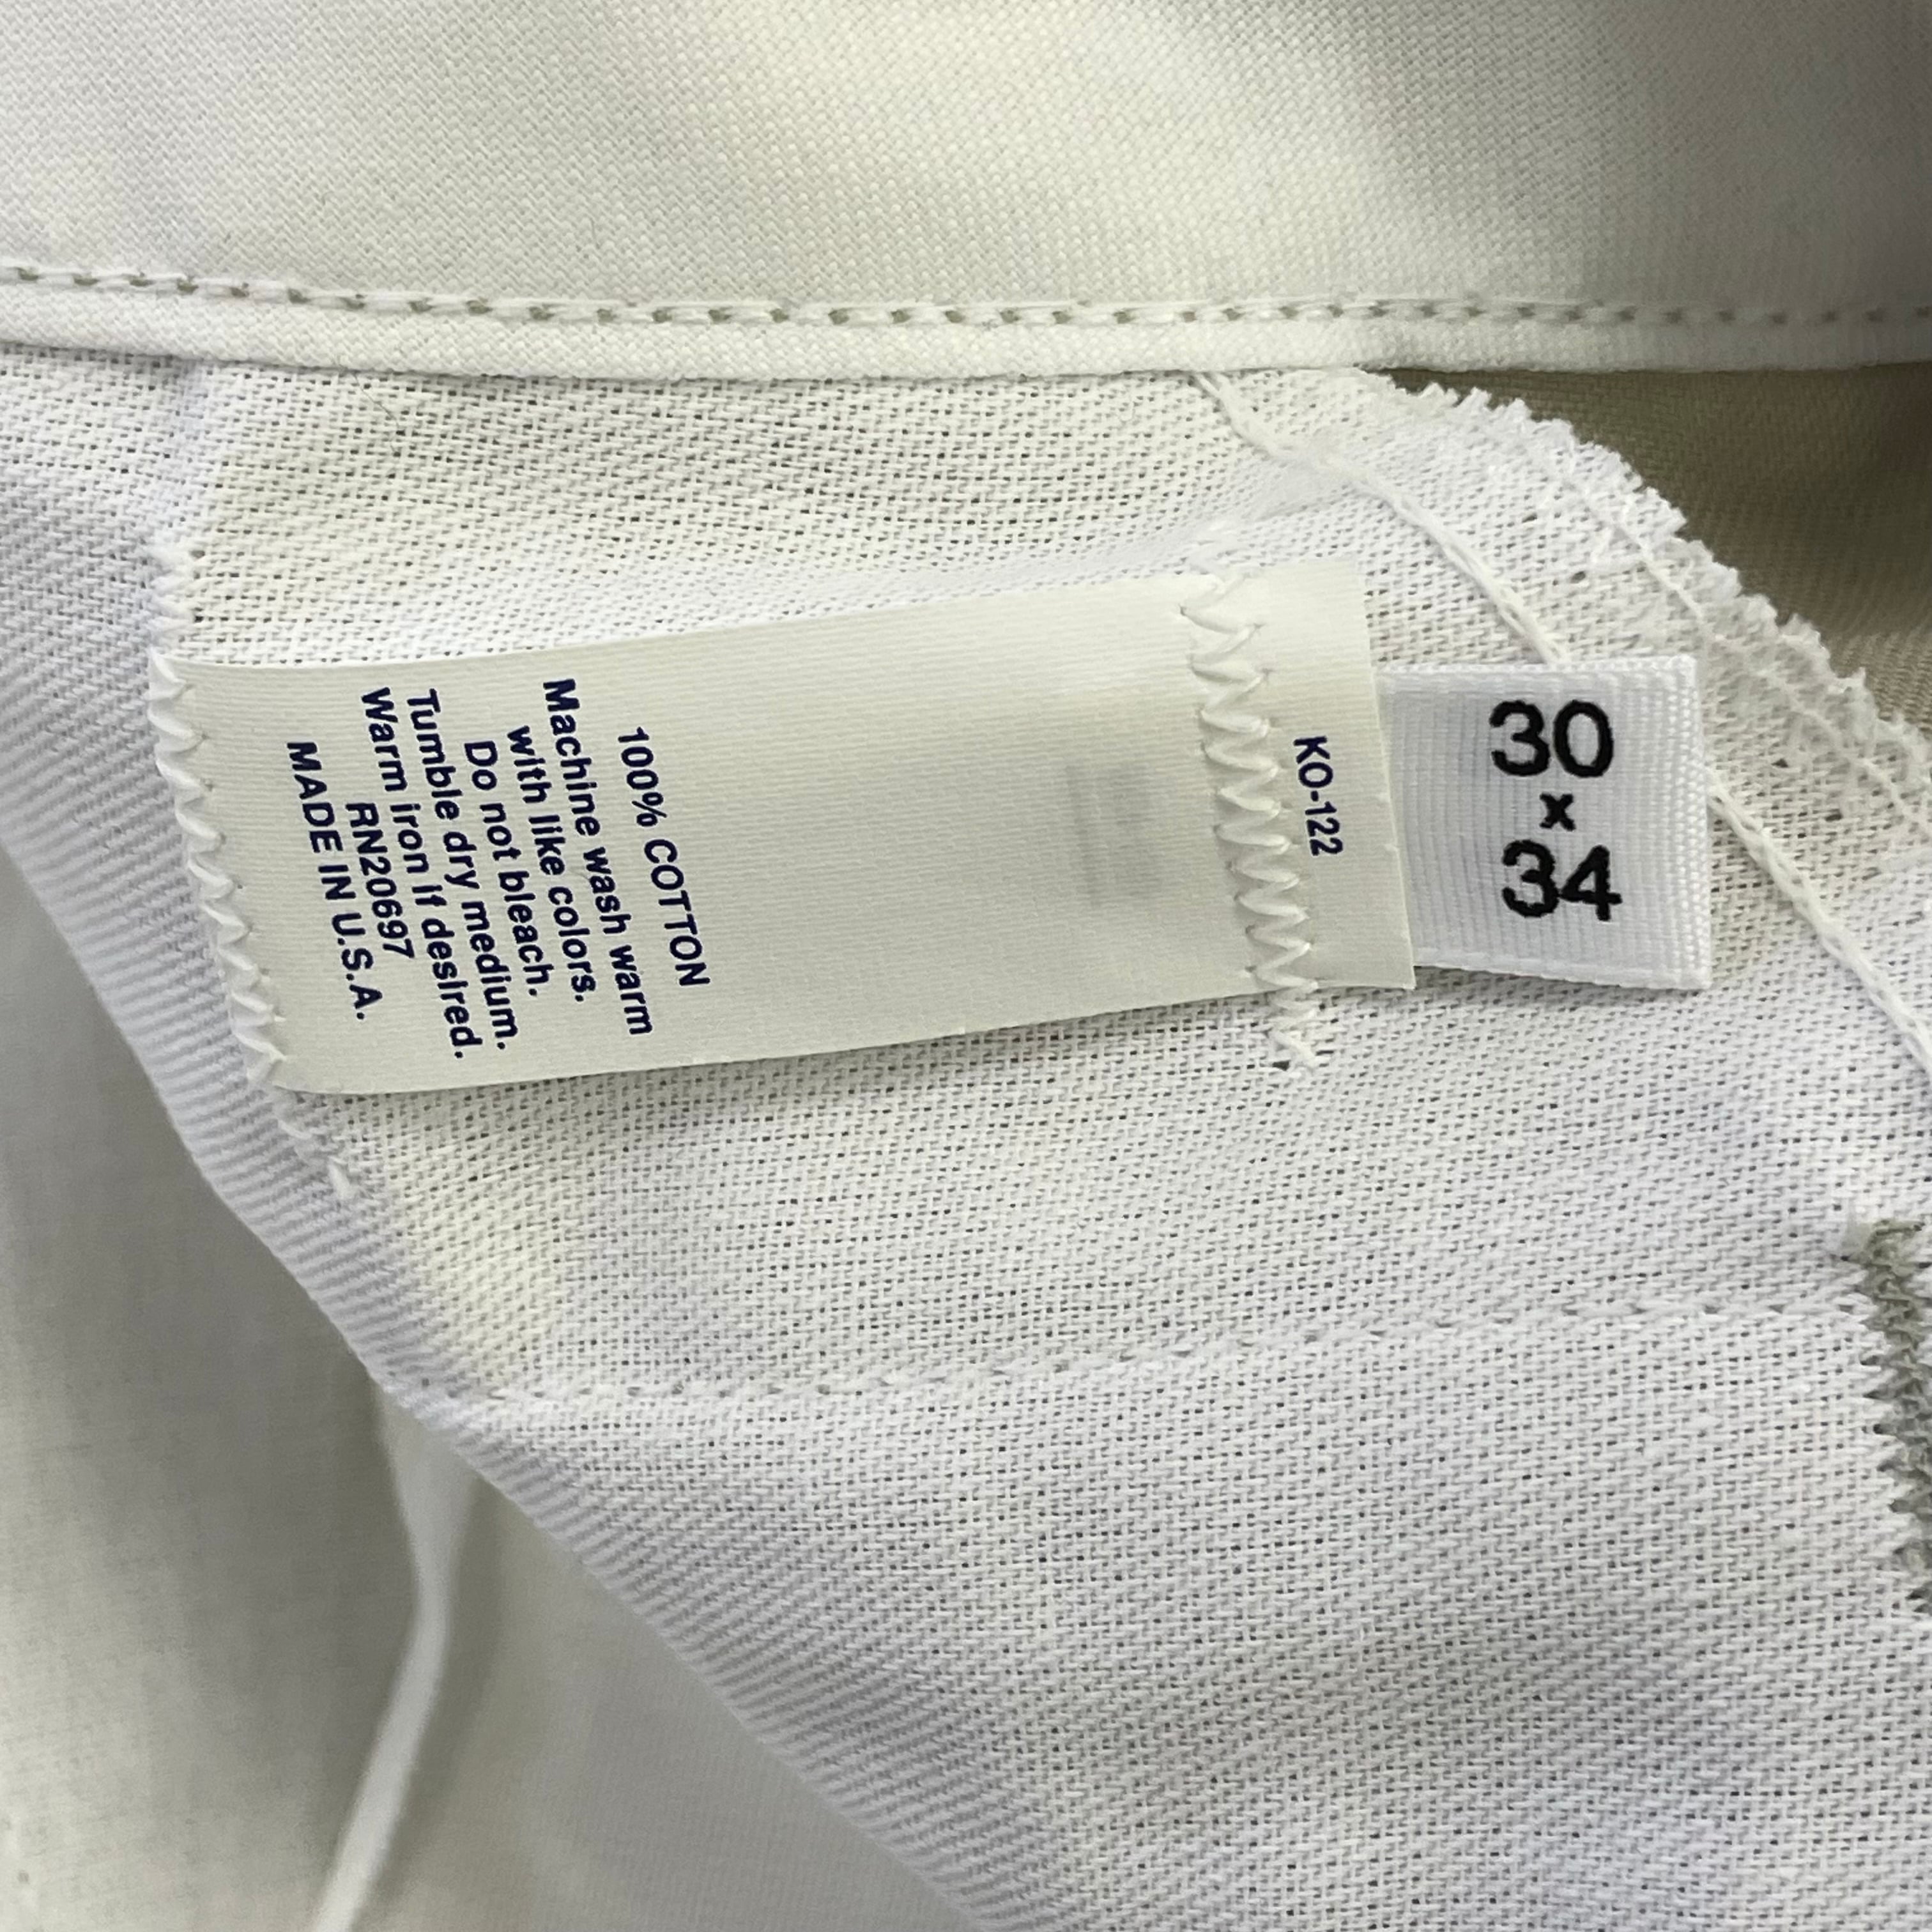 100% COTTON
Machine wash warm
with like colors.
Do not bleach.
Tumble dry medium.
Warm iron if desired.
RN20697
MADE IN U.S.A.
KO-122
30
x
34